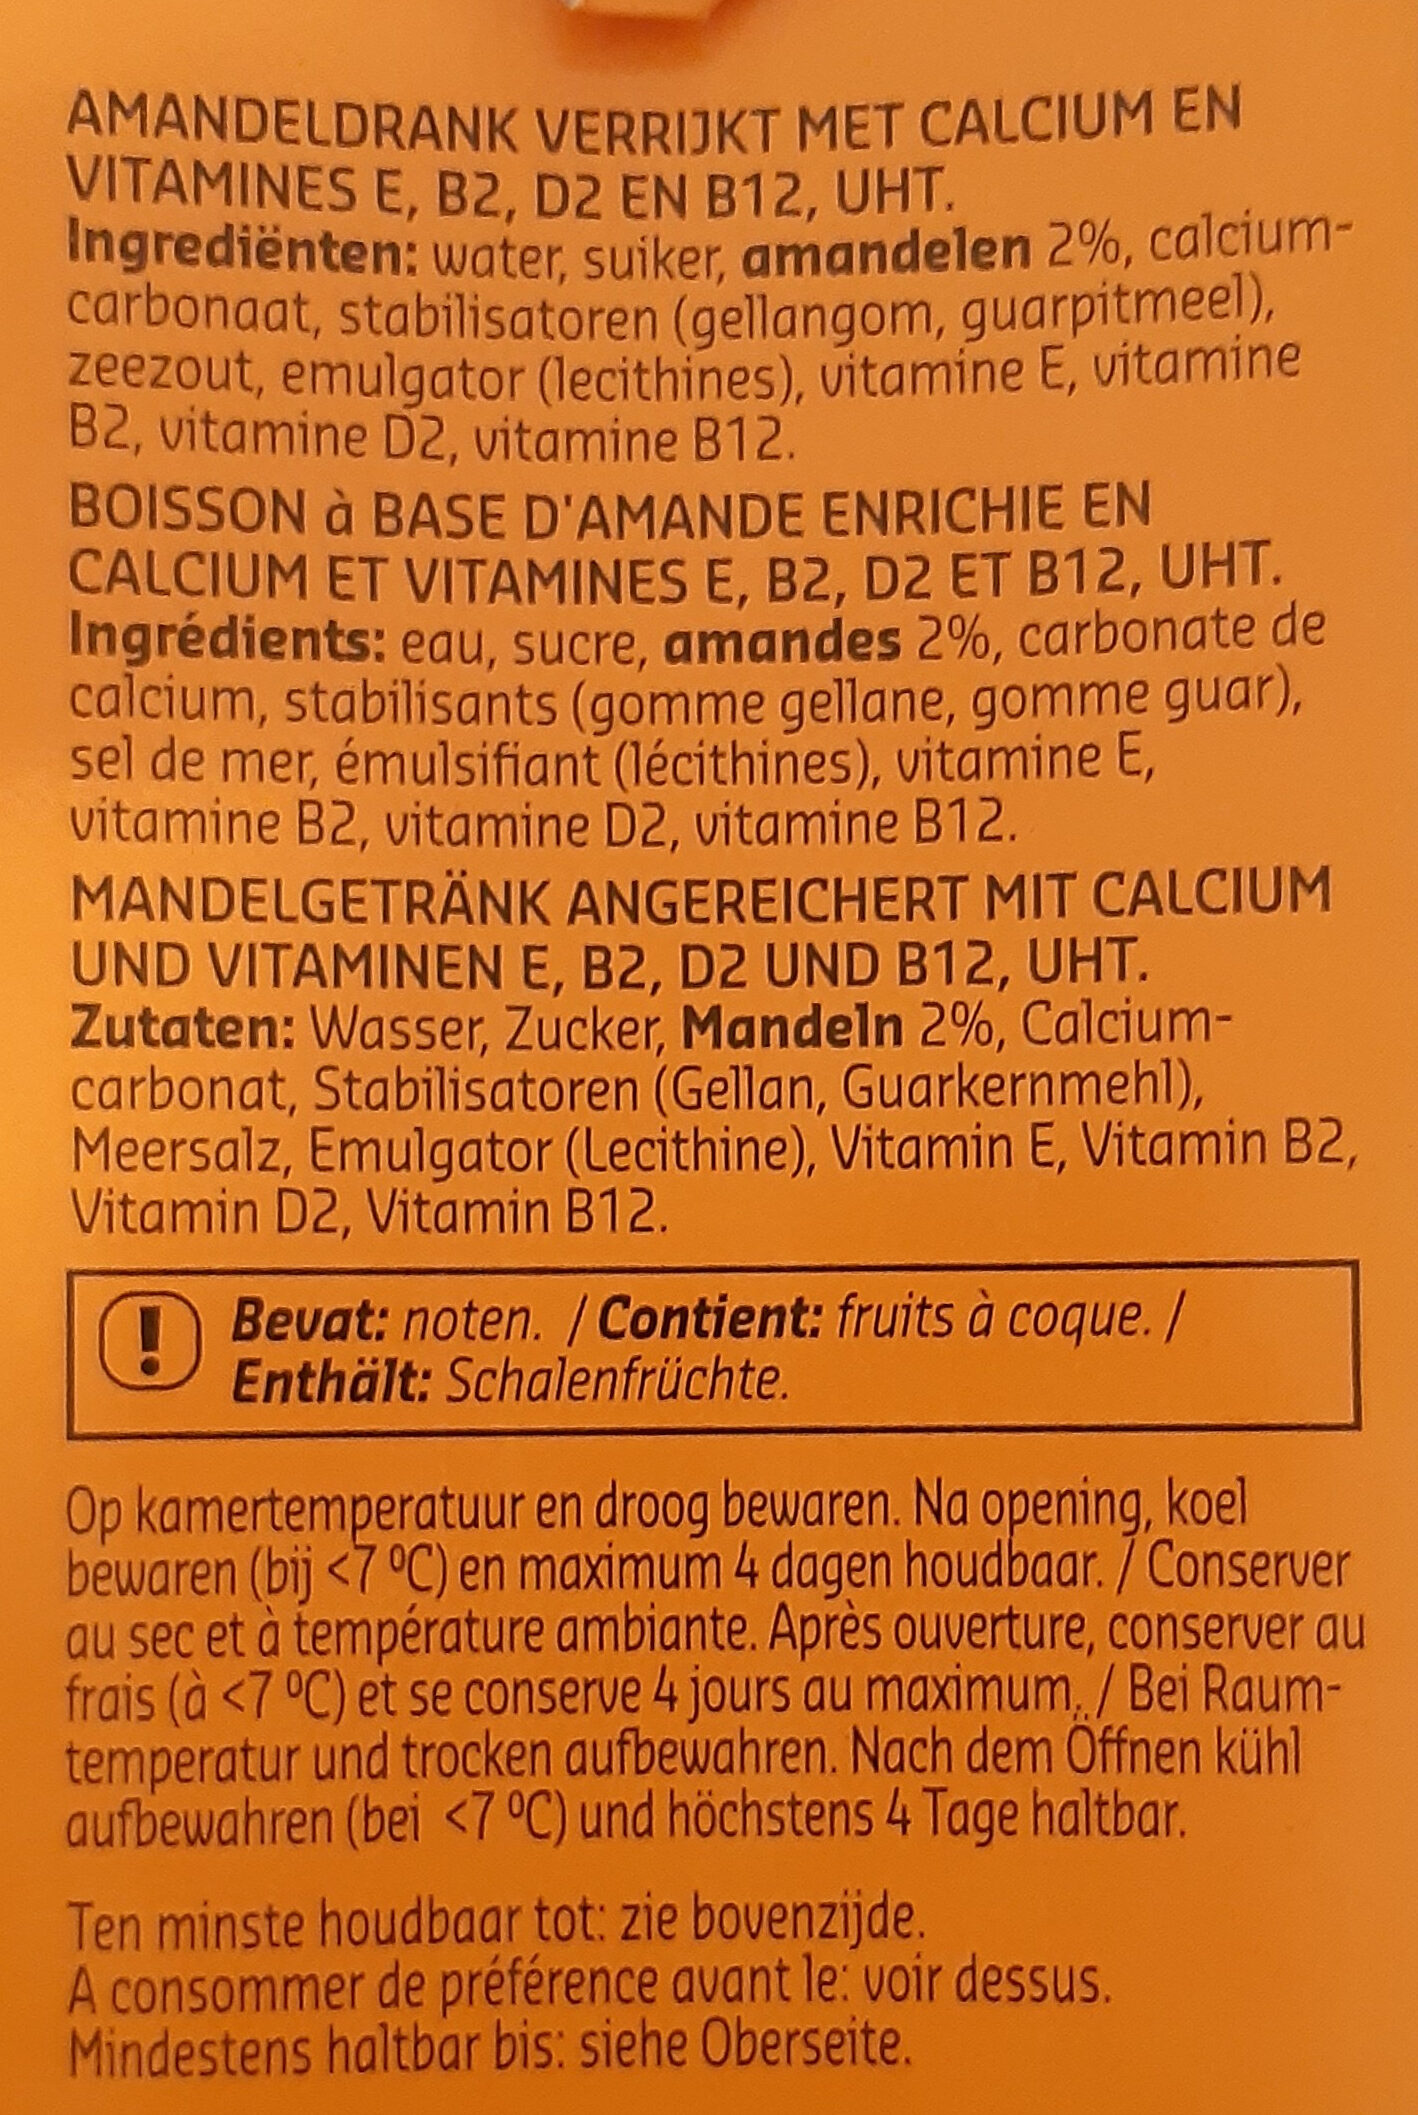 AMANDELDRANK VERRIJKT MET CALCIUM EN
VITAMINES E, B2, D2 EN B12, UHT.
Ingrediënten: water, suiker, amandelen 2%, calcium-
carbonaat, stabilisatoren (gellangom, guarpitmeel),
zeezout, emulgator (lecithines), vitamine E, vitamine
B2, vitamine D2, vitamine B12.
BOISSON à BASE D'AMANDE ENRICHIE EN
CALCIUM ET VITAMINES E, B2, D2 ET B12, UHT.
Ingrédients: eau, sucre, amandes 2%, carbonate de
calcium, stabilisants (gomme gellane, gomme guar),
sel de mer, émulsifiant (lécithines), vitamine E,
vitamine B2, vitamine D2, vitamine B12.
MANDELGETRÄNK ANGEREICHERT MIT CALCIUM
UND VITAMINEN E, B2, D2 UND B12, UHT.
Zutaten: Wasser, Zucker, Mandeln 2%, Calcium-
carbonat, Stabilisatoren (Gellan, Guarkernmehl),
Meersalz, Emulgator (Lecithine), Vitamin E, Vitamin B2,
Vitamin D2, Vitamin B12.
! Bevat: noten. / Contient: fruits à coque. /
Enthält: Schalenfrüchte.
Op kamertemperatuur en droog bewaren. Na opening, koel
bewaren (bij <7 ºC) en maximum 4 dagen houdbaar. / Conserver
au sec et à température ambiante. Après ouverture, conserver au
frais (à <7 ºC) et se conserve 4 jours au maximum. / Bei Raum-
temperatur und trocken aufbewahren. Nach dem Öffnen kühl
aufbewahren (bei <7 ºC) und höchstens 4 Tage haltbar.
Ten minste houdbaar tot: zie bovenzijde.
A consommer de préférence avant le: voir dessus.
Mindestens haltbar bis: siehe Oberseite.